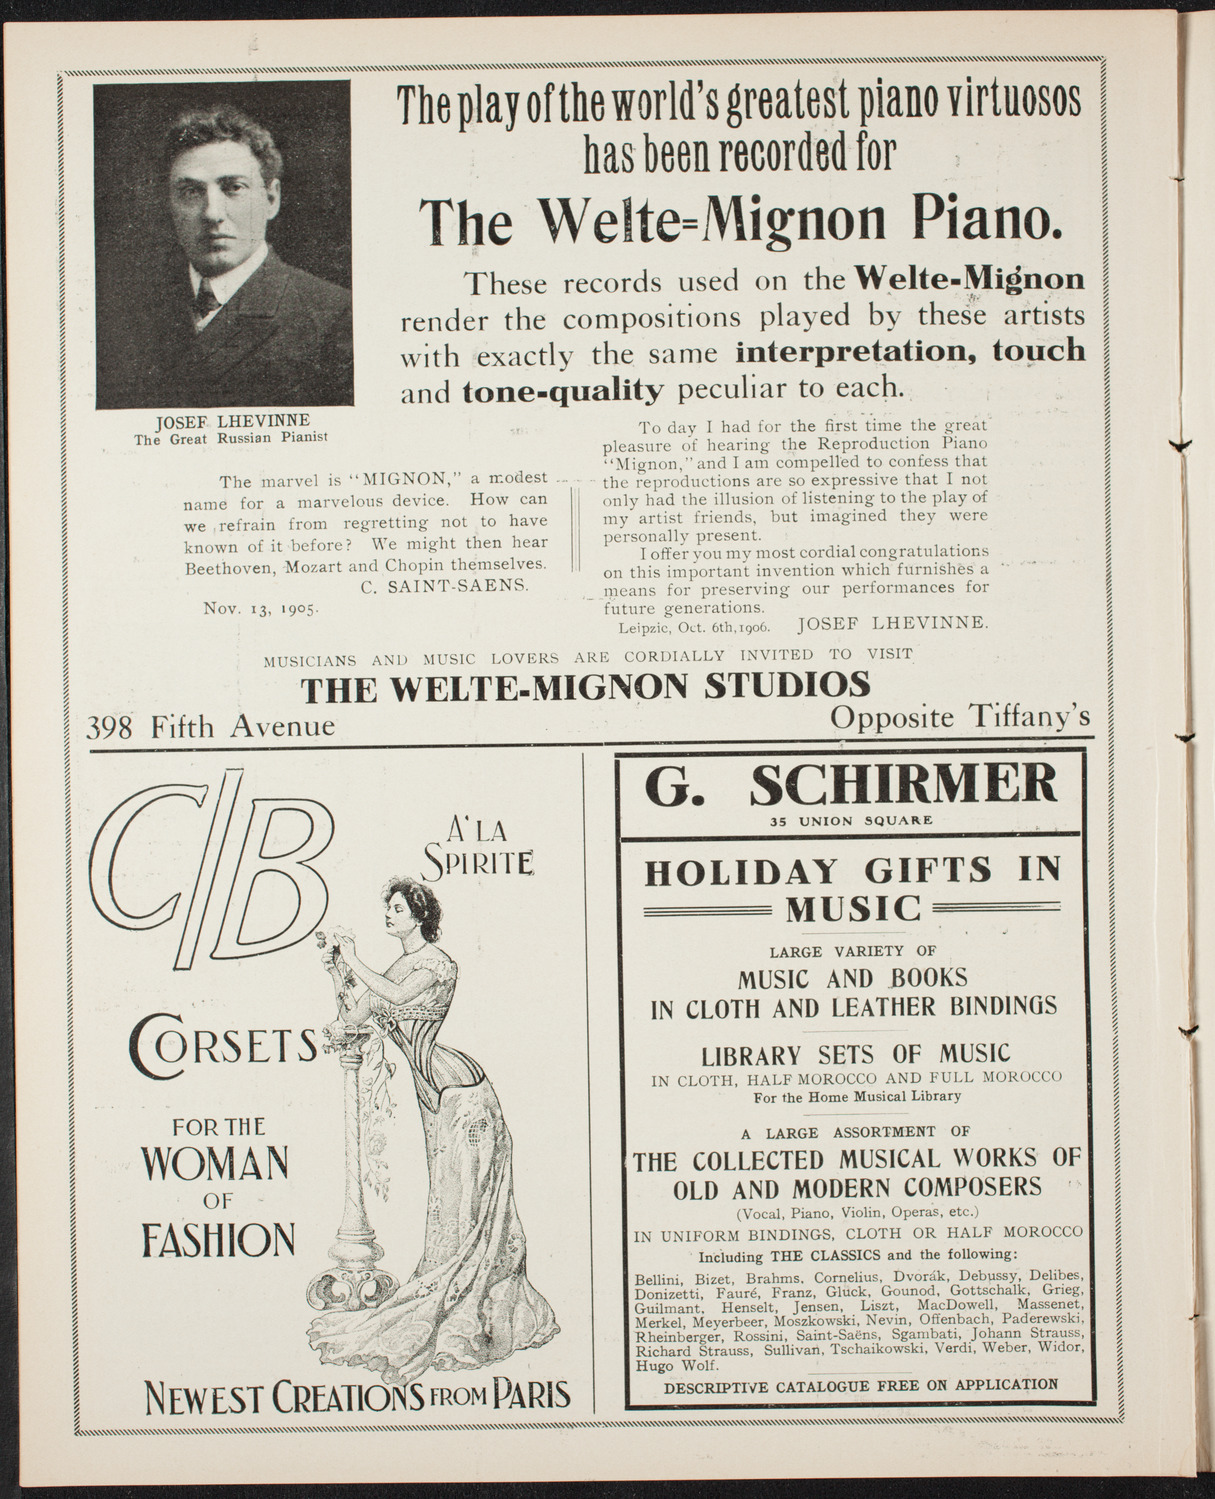 The play of the world's greatest piano virtuosos
has been recorded for
The Welte=Mignon Piano.
These records used on the Welte-Mignon
render the compositions played by these artists
with exactly the same interpretation, touch
and tone-quality peculiar to each.
JOSEF LHEVINNE
The Great Russian Pianist
The marvel is "MIGNON," a modest
name for a marvelous device. How can
we refrain from regretting not to have
known of it before? We might then hear
Beethoven, Mozart and Chopin themselves.
C. SAINT-SAENS.
Nov. 13, 1905.
To day I had for the first time the great
pleasure of hearing the Reproduction Piano
"Mignon," and I am compelled to confess that
the reproductions are so expressive that I not
only had the illusion of listening to the play of
my artist friends, but imagined they were
personally present.
I offer you my most cordial congratulations
on this important invention which furnishes a
means for preserving our performances for
future generations.
Leipzic, Oct. 6th, 1906. JOSEF LHEVINNE.
MUSICIANS AND MUSIC LOVERS ARE CORDIALLY INVITED TO VISIT
THE WELTE-MIGNON STUDIOS
398 Fifth Avenue Opposite Tiffany's
C/B
A' LA
SPIRITE
CORSETS
FOR THE
WOMAN
OF
FASHION
NEWEST CREATIONS FROM PARIS
G. SCHIRMER
35 UNION SQUARE
HOLIDAY GIFTS IN
MUSIC
LARGE VARIETY OF
MUSIC AND BOOKS
IN CLOTH AND LEATHER BINDINGS
LIBRARY SETS OF MUSIC
IN CLOTH, HALF MOROCCO AND FULL MOROCCO
For the Home Musical Library
A LARGE ASSORTMENT OF
THE COLLECTED MUSICAL WORKS OF
OLD AND MODERN COMPOSERS
(Vocal, Piano, Violin, Operas, etc.)
IN UNIFORM BINDINGS, CLOTH OR HALF MOROCCO
Including THE CLASSICS and the following:
Bellini, Bizet, Brahms, Cornelius, Dvorák, Debussy, Delibes,
Donizetti, Fauré, Franz, Gluck, Gounod, Gottschalk, Grieg,
Guilmant, Henselt, Jensen, Liszt, MacDowell, Massenet,
Merkel, Meyerbeer, Moszkowski, Nevin, Offenbach, Paderewski,
Rheinberger, Rossini, Saint-Saëns, Sgambati, Johann Strauss,
Richard Strauss, Sullivan, Tschaikowski, Verdi, Weber, Widor,
Hugo Wolf.
DESCRIPTIVE CATALOGUE FREE ON APPLICATION